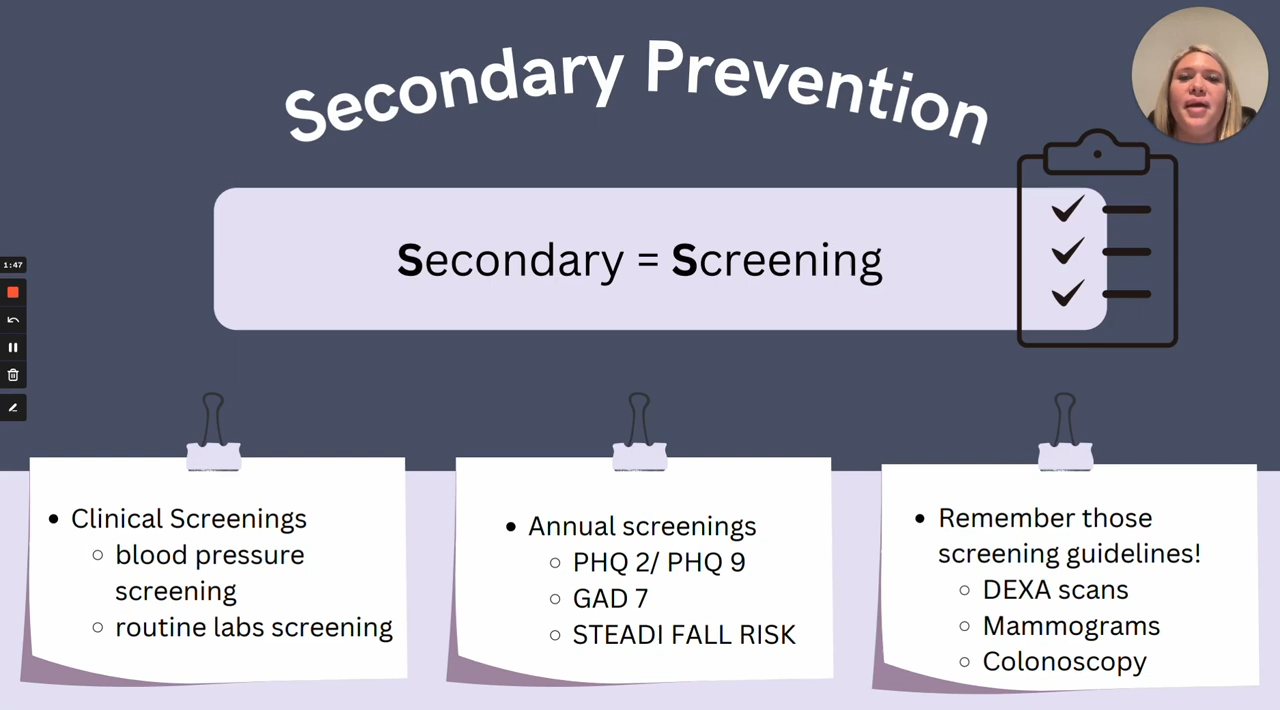 Secondary Prevention
Secondary = Screening
1:47
Clinical Screenings
blood pressure
screening
routine labs screening
Annual screenings
PHQ 2/ PHQ 9
GAD 7
STEADI FALL RISK
Remember those
screening guidelines!
DEXA scans
Mammograms
Colonoscopy